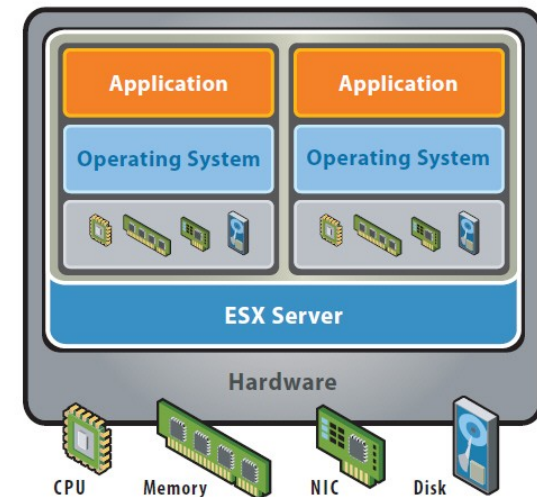 Application Application
Operating System Operating System
ESX Server
Hardware
CPU Memory NIC Disk